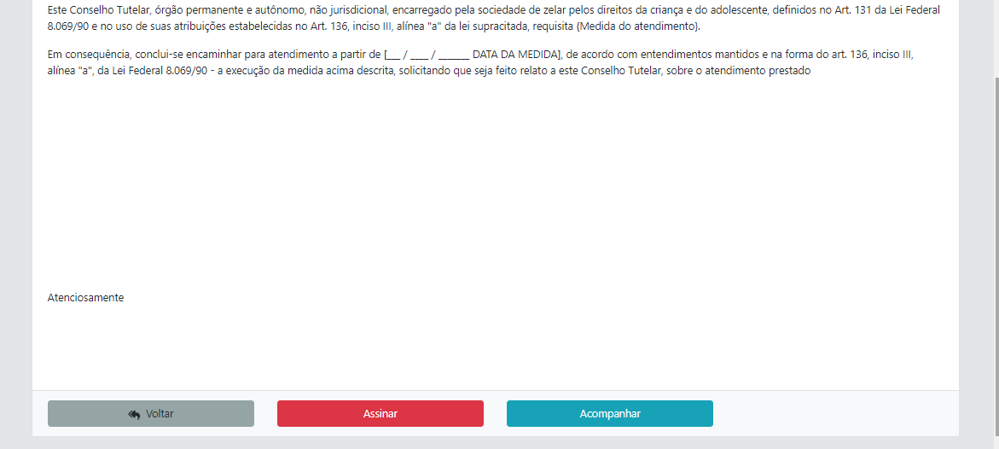 Este Conselho Tutelar, órgão permanente e autônomo, não jurisdicional, encarregado pela sociedade de zelar pelos direitos da criança e do adolescente, definidos no Art. 131 da Lei Federal
8.069/90 e no uso de suas atribuições estabelecidas no Art. 136, inciso III, alínea "a" da lei supracitada, requisita {Medida do atendimento}.
Em consequência, conclui-se encaminhar para atendimento a partir de [___ / ____ / _______ DATA DA MEDIDA], de acordo com entendimentos mantidos e na forma do art. 136, inciso III,
alínea "a", da Lei Federal 8.069/90 - a execução da medida acima descrita, solicitando que seja feito relato a este Conselho Tutelar, sobre o atendimento prestado
Atenciosamente
Voltar
Assinar
Acompanhar